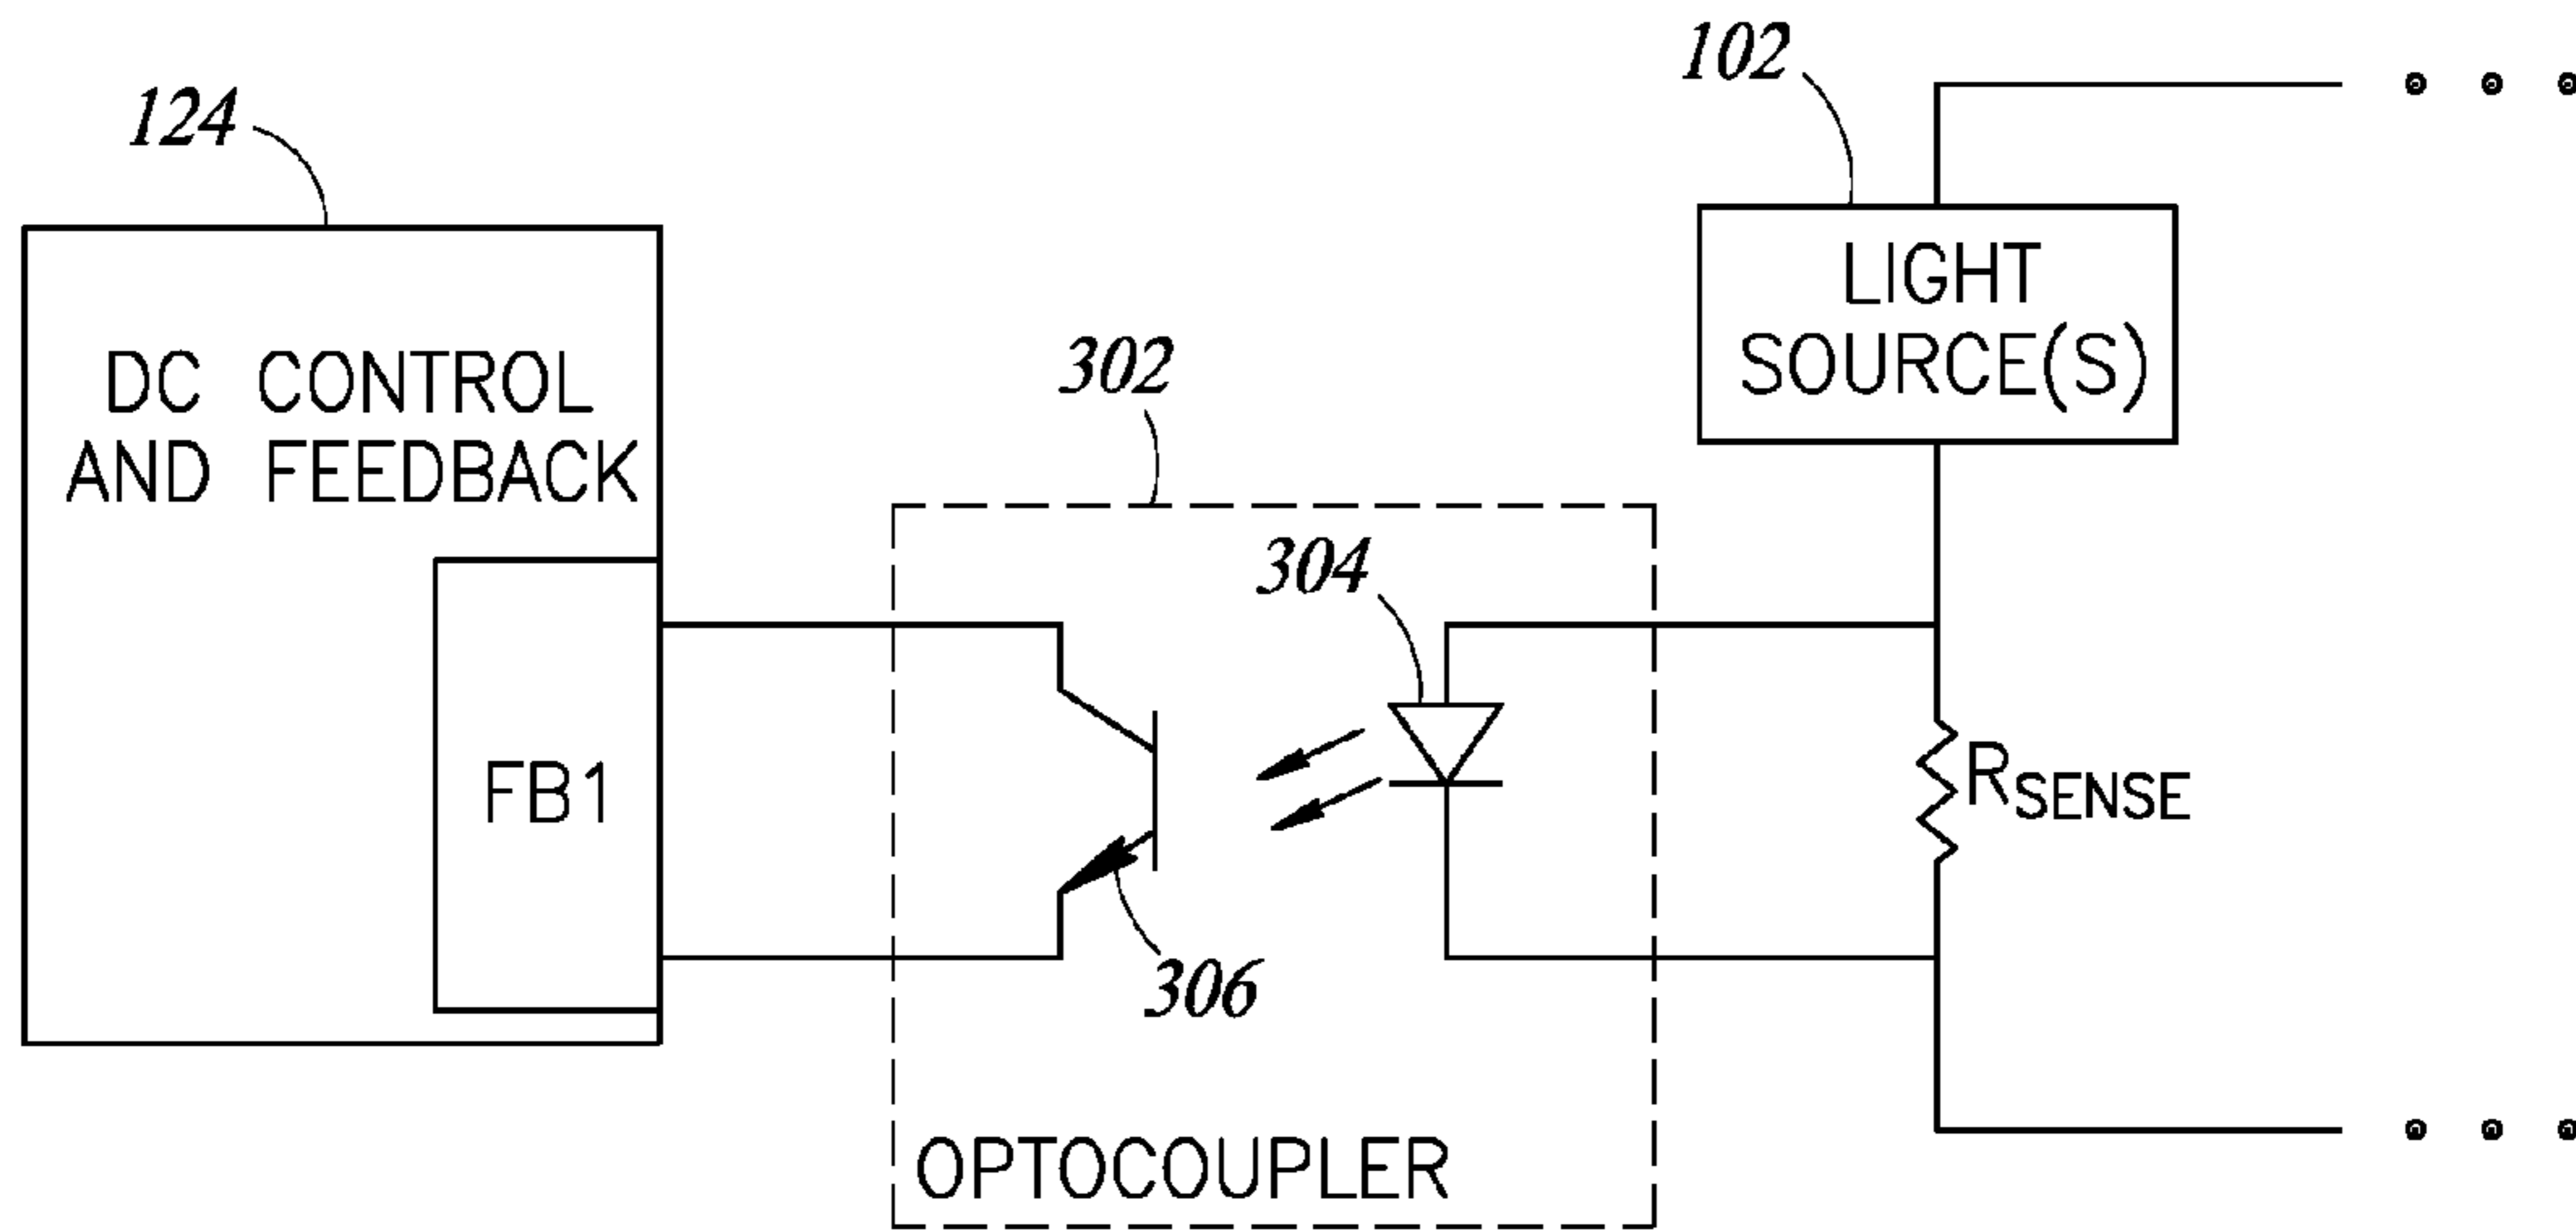 102
124
LIGHT
SOURCE(S)
DC CONTROL
AND FEEDBACK
302
304
FB1
RSENSE
306
OPTOCOUPLER